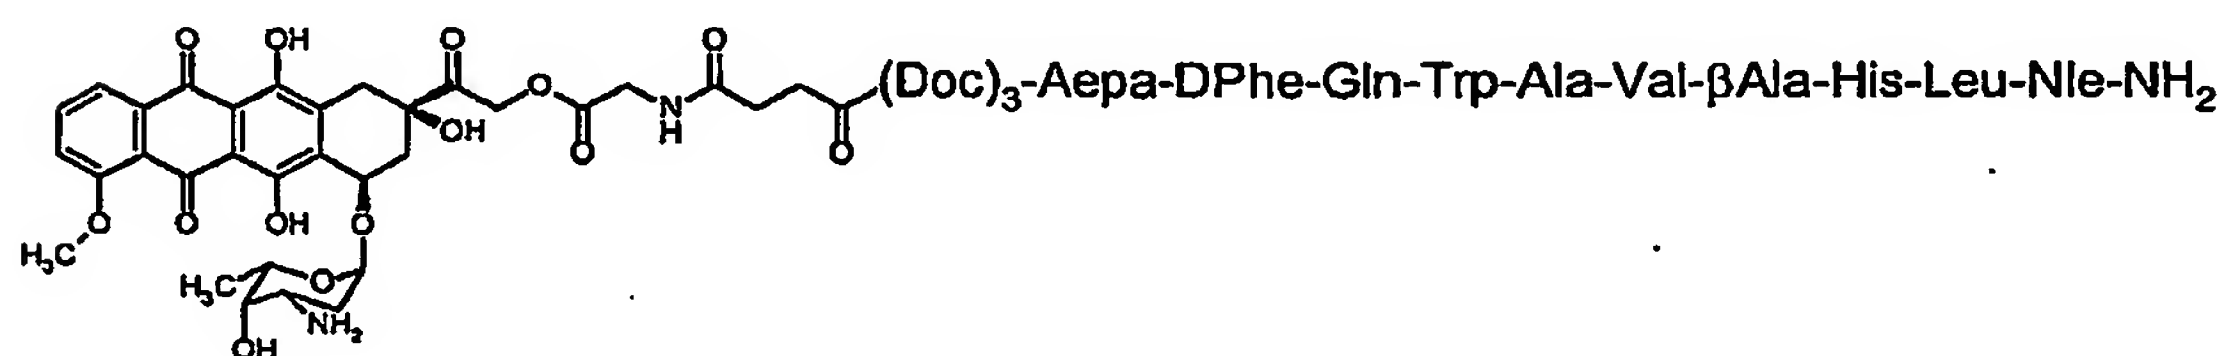 O OH O O
O
N
H
OH
O O
(Doc)₃-Aepa-DPhe-Gln-Trp-Ala-Val-βAla-His-Leu-Nle-NH₂
O O OH O
H₃C
H₃C O
NH₂
OH